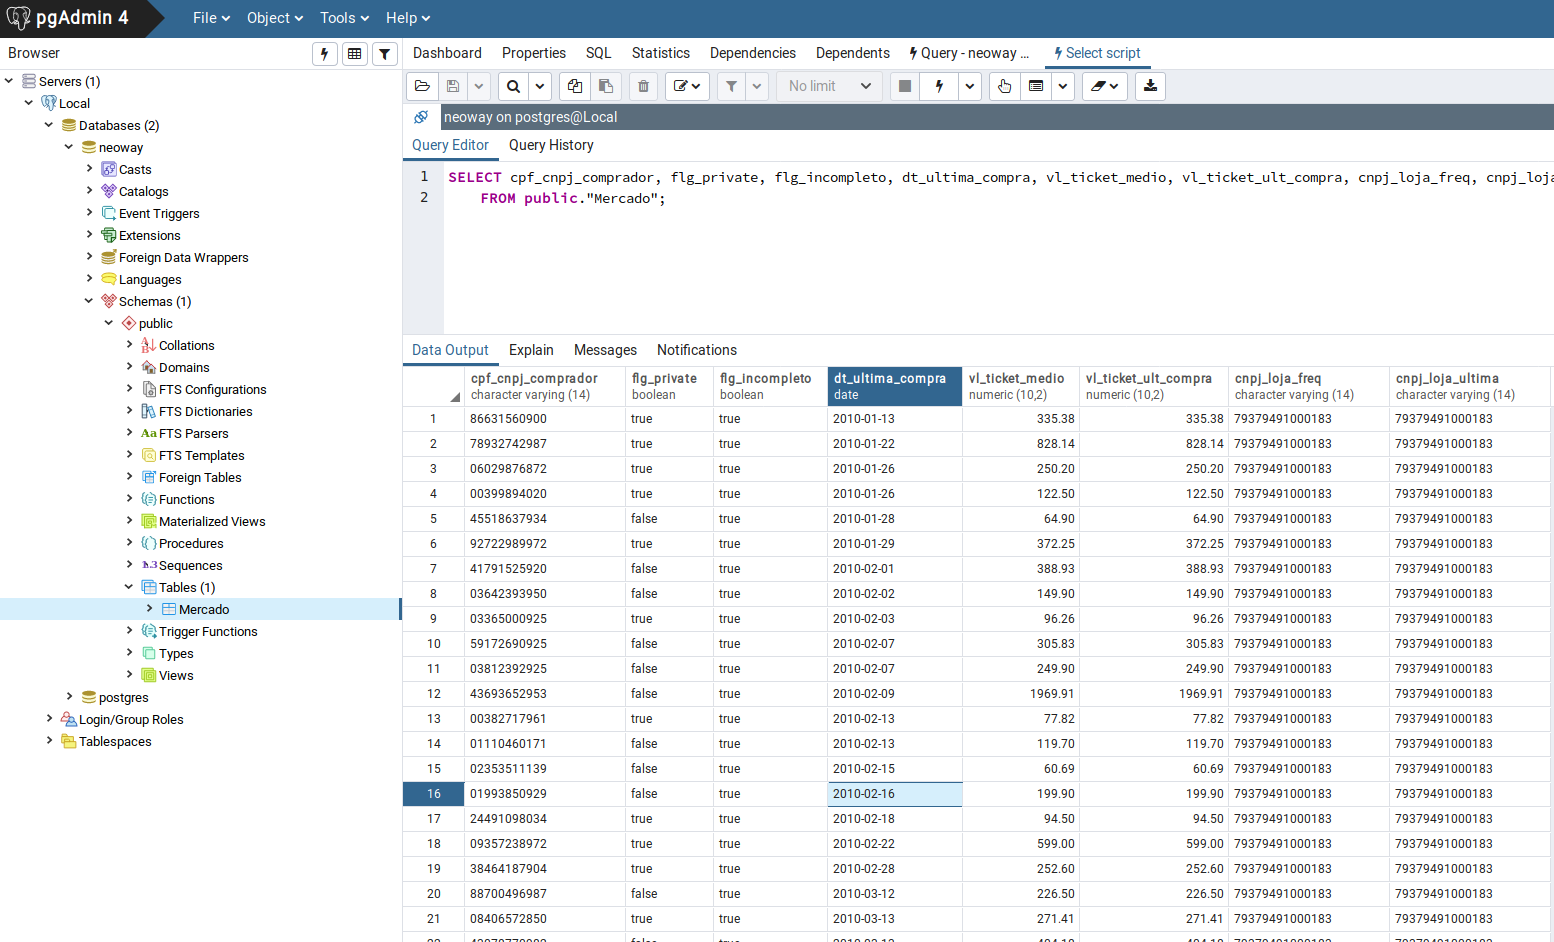 pgAdmin 4
File Object Tools Help
Browser
Dashboard Properties SQL Statistics Dependencies Dependents Query - neoway ... Select script
No limit
neoway on postgres@Local
Query Editor Query History
1 SELECT cpf_cnpj_comprador, flg_private, flg_incompleto, dt_ultima_compra, vl_ticket_medio, vl_ticket_ult_compra, cnpj_loja_freq, cnpj_loja
2 FROM public."Mercado";
Servers (1)
Local
Databases (2)
neoway
Casts
Catalogs
Event Triggers
Extensions
Foreign Data Wrappers
Languages
Schemas (1)
public
Collations
Domains
FTS Configurations
FTS Dictionaries
FTS Parsers
FTS Templates
Foreign Tables
Functions
Materialized Views
Procedures
Sequences
Tables (1)
Mercado
Trigger Functions
Types
Views
postgres
Login/Group Roles
Tablespaces
Data Output Explain Messages Notifications
cpf_cnpj_comprador flg_private flg_incompleto dt_ultima_compra vl_ticket_medio vl_ticket_ult_compra cnpj_loja_freq cnpj_loja_ultima
character varying (14) boolean boolean date numeric (10,2) numeric (10,2) character varying (14) character varying (14)
1 86631560900 true true 2010-01-13 335.38 335.38 79379491000183 79379491000183
2 78932742987 true true 2010-01-22 828.14 828.14 79379491000183 79379491000183
3 06029876872 true true 2010-01-26 250.20 250.20 79379491000183 79379491000183
4 00399894020 true true 2010-01-26 122.50 122.50 79379491000183 79379491000183
5 45518637934 false true 2010-01-28 64.90 64.90 79379491000183 79379491000183
6 92722989972 true true 2010-01-29 372.25 372.25 79379491000183 79379491000183
7 41791525920 false true 2010-02-01 388.93 388.93 79379491000183 79379491000183
8 03642393950 false true 2010-02-02 149.90 149.90 79379491000183 79379491000183
9 03365000925 true true 2010-02-03 96.26 96.26 79379491000183 79379491000183
10 59172690925 false true 2010-02-07 305.83 305.83 79379491000183 79379491000183
11 03812392925 false true 2010-02-07 249.90 249.90 79379491000183 79379491000183
12 43693652953 false true 2010-02-09 1969.91 1969.91 79379491000183 79379491000183
13 00382717961 true true 2010-02-13 77.82 77.82 79379491000183 79379491000183
14 01110460171 false true 2010-02-13 119.70 119.70 79379491000183 79379491000183
15 02353511139 false true 2010-02-15 60.69 60.69 79379491000183 79379491000183
16 01993850929 false true 2010-02-16 199.90 199.90 79379491000183 79379491000183
17 24491098034 true true 2010-02-18 94.50 94.50 79379491000183 79379491000183
18 09357238972 true true 2010-02-22 599.00 599.00 79379491000183 79379491000183
19 38464187904 true true 2010-02-28 252.60 252.60 79379491000183 79379491000183
20 88700496987 false true 2010-03-12 226.50 226.50 79379491000183 79379491000183
21 08406572850 true true 2010-03-13 271.41 271.41 79379491000183 79379491000183